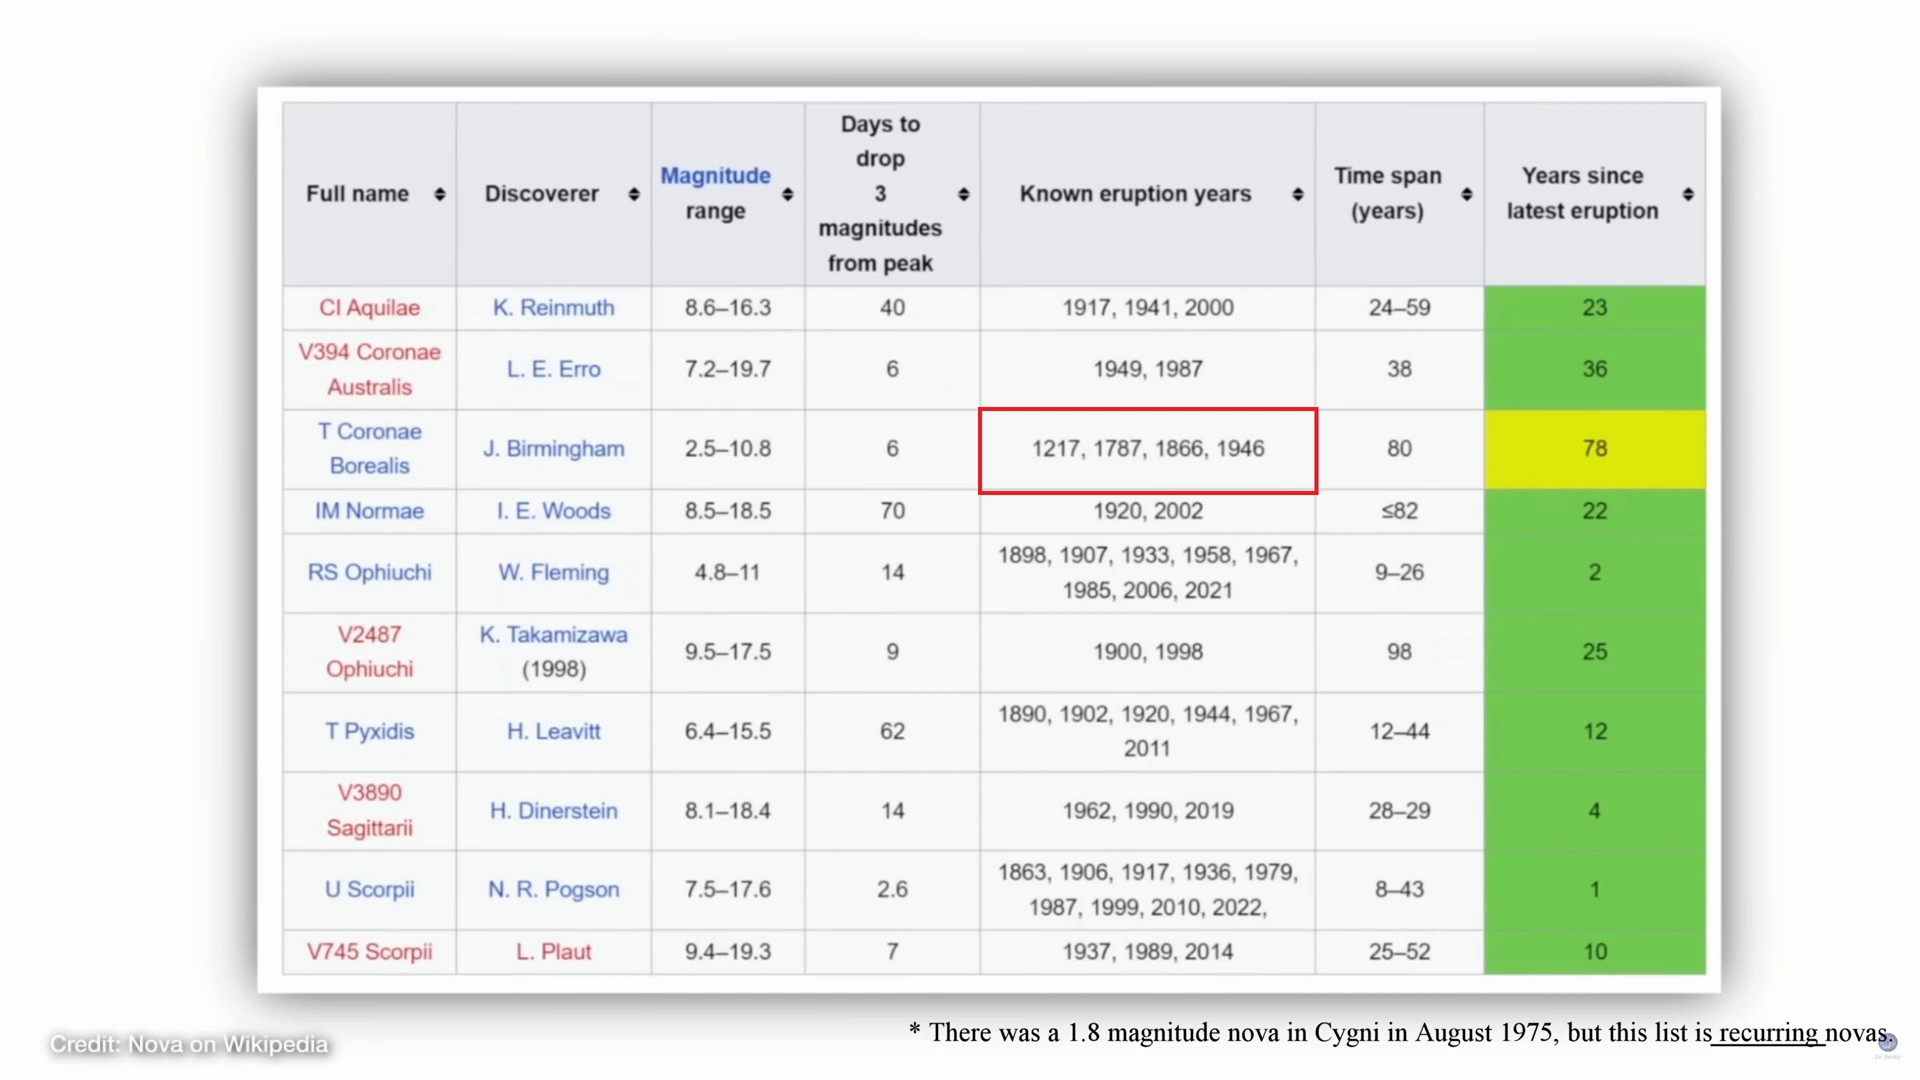 Full name Discoverer Magnitude range Days to drop 3 magnitudes from peak Known eruption years Time span (years) Years since latest eruption
CI Aquilae K. Reinmuth 8.6–16.3 40 1917, 1941, 2000 24–59 23
V394 Coronae Australis L. E. Erro 7.2–19.7 6 1949, 1987 38 36
T Coronae Borealis J. Birmingham 2.5–10.8 6 1217, 1787, 1866, 1946 80 78
IM Normae I. E. Woods 8.5–18.5 70 1920, 2002 ≤82 22
RS Ophiuchi W. Fleming 4.8–11 14 1898, 1907, 1933, 1958, 1967, 1985, 2006, 2021 9–26 2
V2487 Ophiuchi K. Takamizawa (1998) 9.5–17.5 9 1900, 1998 98 25
T Pyxidis H. Leavitt 6.4–15.5 62 1890, 1902, 1920, 1944, 1967, 2011 12–44 12
V3890 Sagittarii H. Dinerstein 8.1–18.4 14 1962, 1990, 2019 28–29 4
U Scorpii N. R. Pogson 7.5–17.6 2.6 1863, 1906, 1917, 1936, 1979, 1987, 1999, 2010, 2022, 8–43 1
V745 Scorpii L. Plaut 9.4–19.3 7 1937, 1989, 2014 25–52 10
* There was a 1.8 magnitude nova in Cygni in August 1975, but this list is recurring novas.
Credit: Nova on Wikipedia
Dr. Becky